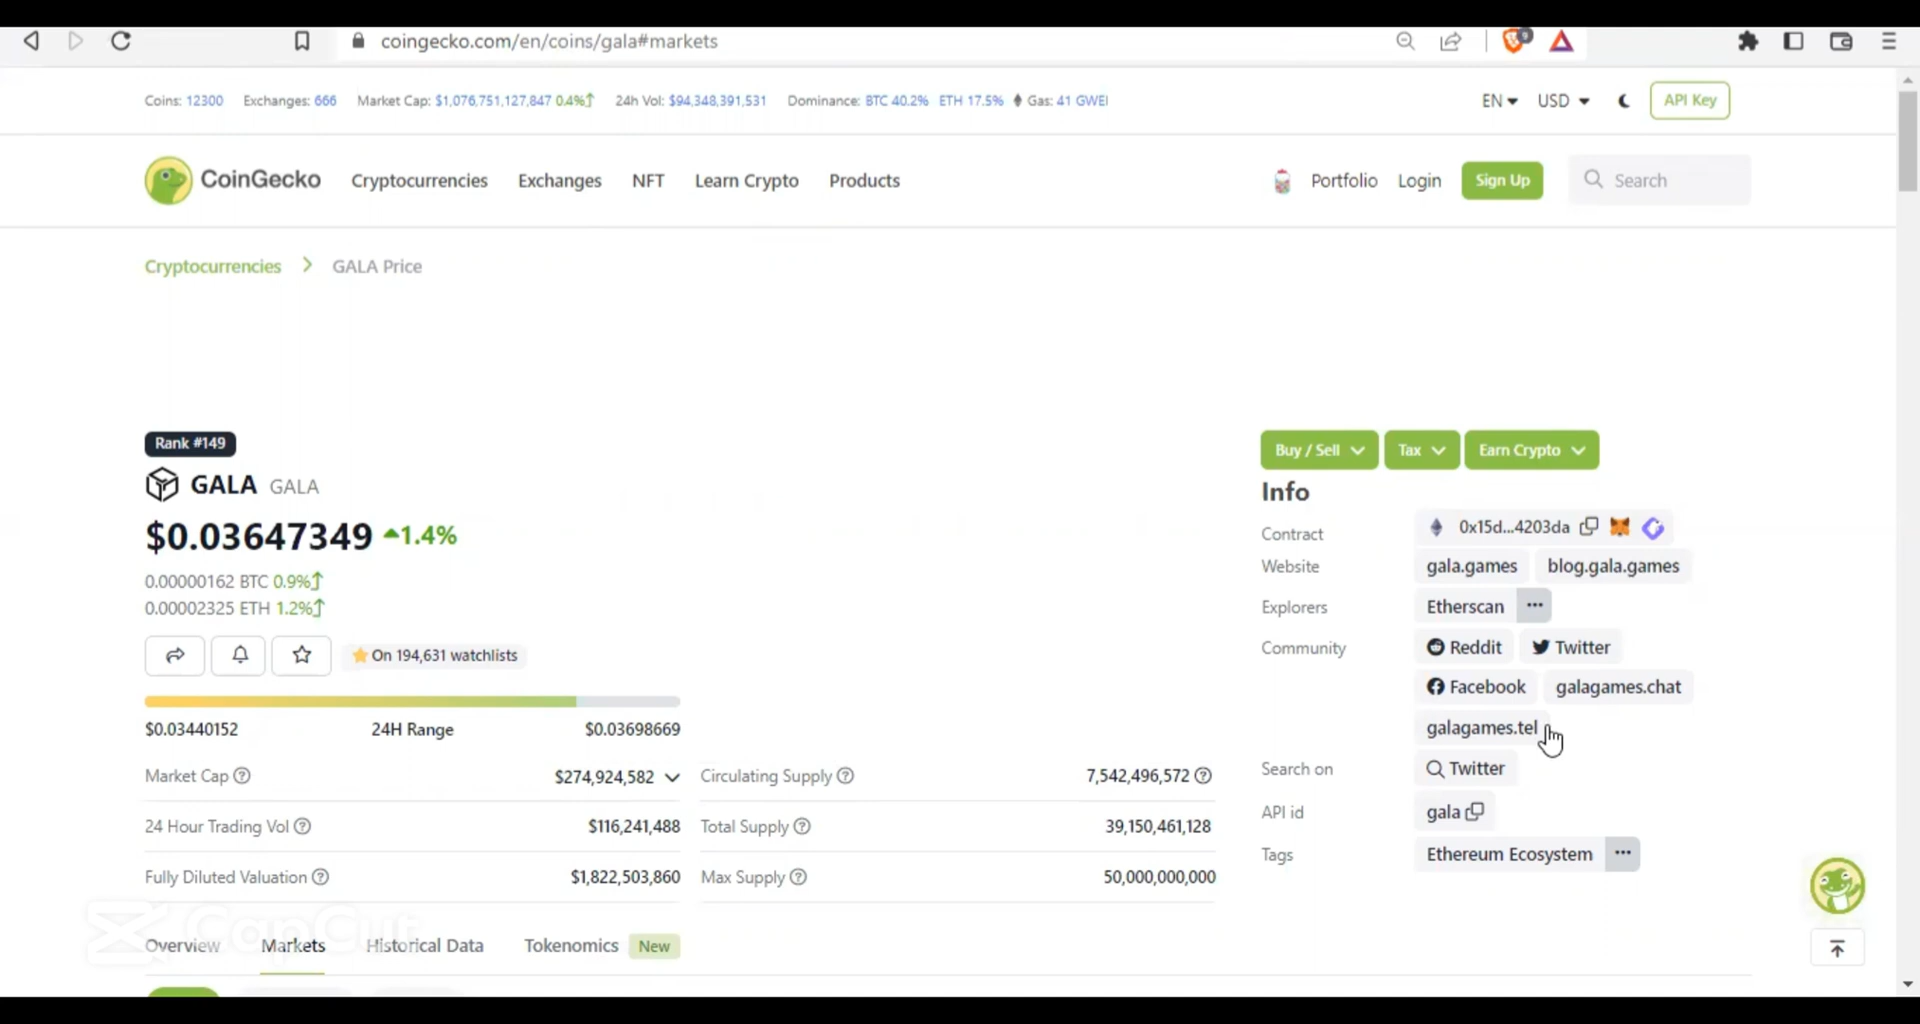 coingecko.com/en/coins/gala#markets
Coins: 12300 Exchanges: 666 Market Cap: $1,076,751,127,847 0.4% 24h Vol: $94,348,391,531 Dominance: BTC 40.2% ETH 17.5% Gas: 41 GWEI
EN USD API Key
CoinGecko Cryptocurrencies Exchanges NFT Learn Crypto Products
Portfolio Login Sign Up Search
Cryptocurrencies > GALA Price
Rank #149
GALA GALA
$0.03647349 1.4%
0.00000162 BTC 0.9%
0.00002325 ETH 1.2%
On 194,631 watchlists
$0.03440152 24H Range $0.03698669
Market Cap $274,924,582
24 Hour Trading Vol $116,241,488
Fully Diluted Valuation $1,822,503,860
Circulating Supply 7,542,496,572
Total Supply 39,150,461,128
Max Supply 50,000,000,000
Buy / Sell Tax Earn Crypto
Info
Contract 0x15d...4203da
Website gala.games blog.gala.games
Explorers Etherscan ...
Community Reddit Twitter
Facebook galagames.chat
galagames.tel
Search on Twitter
API id gala
Tags Ethereum Ecosystem ...
CapCut
Overview Markets Historical Data Tokenomics New